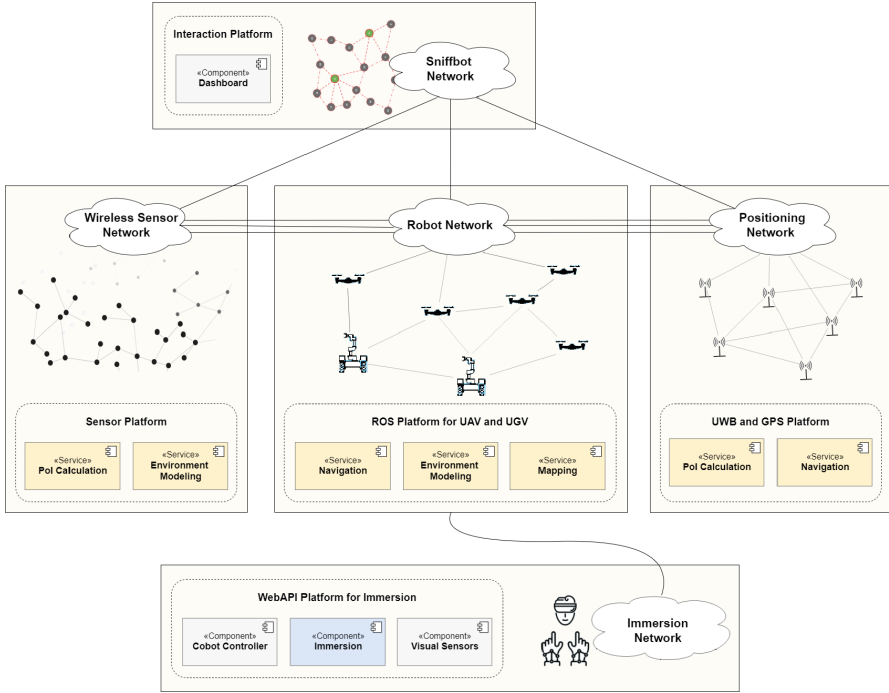 Interaction Platform
«Component»
Dashboard
Sniffbot
Network
Wireless Sensor
Network
Robot Network
Positioning
Network
Sensor Platform
«Service»
PoI Calculation
«Service»
Environment
Modeling
ROS Platform for UAV and UGV
«Service»
Navigation
«Service»
Environment
Modeling
«Service»
Mapping
UWB and GPS Platform
«Service»
PoI Calculation
«Service»
Navigation
WebAPI Platform for Immersion
«Component»
Cobot Controller
«Component»
Immersion
«Component»
Visual Sensors
Immersion
Network